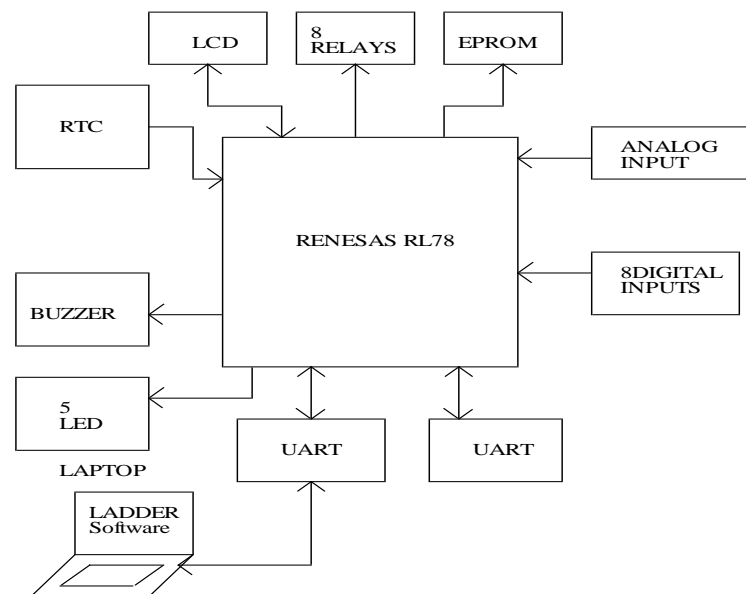 LCD
8
RELAYS
EPROM
RTC
ANALOG
INPUT
RENESAS RL78
8DIGITAL
INPUTS
BUZZER
5
LED
UART
UART
LAPTOP
LADDER
Software